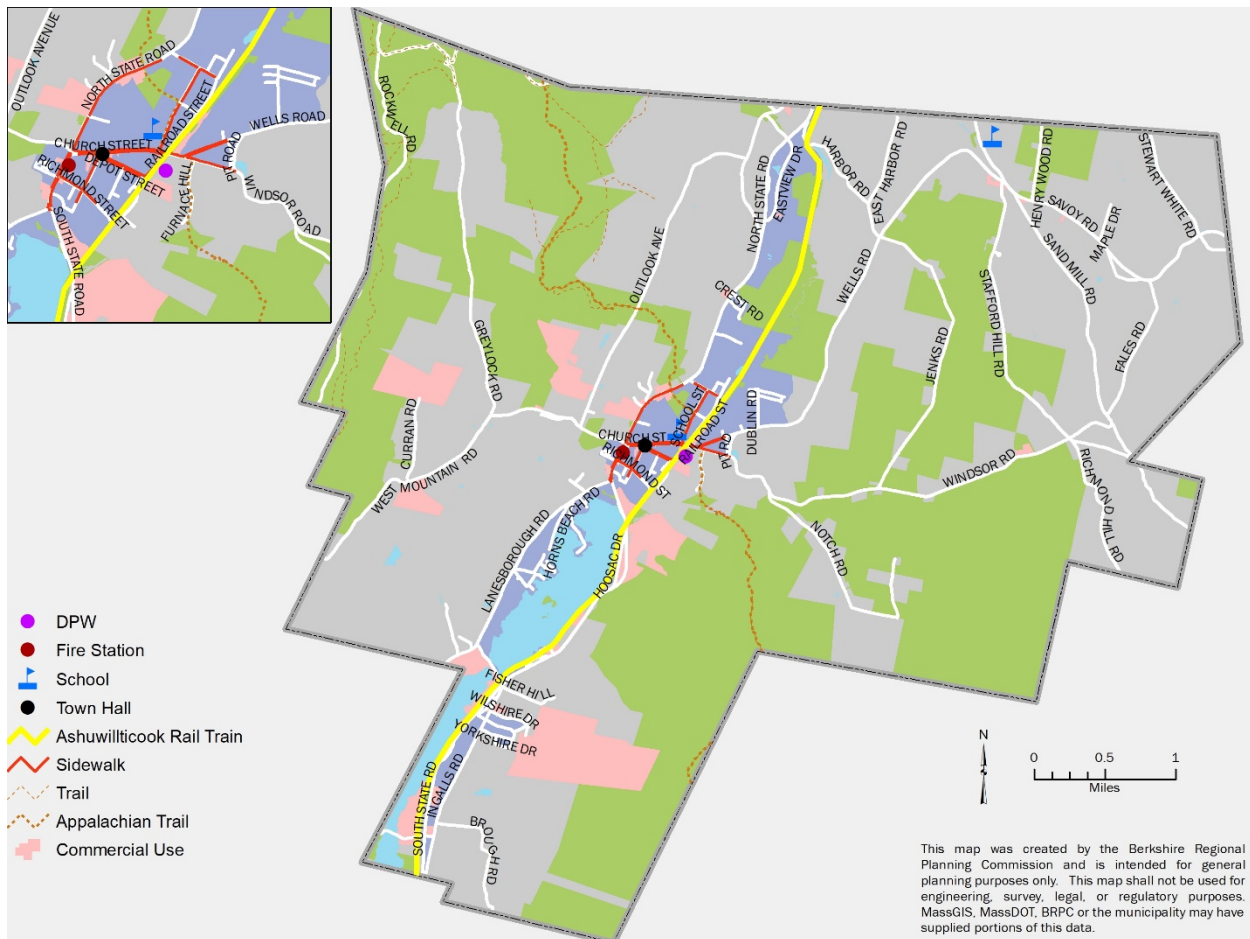 OUTLOOK AVENUE
NORTH STATE ROAD
RAILROAD STREET
WELLS ROAD
CHURCH STREET
DEPOT STREET
RICHMOND STREET
PIT ROAD
FURNACE HILL
WINDSOR ROAD
SOUTH STATE ROAD
ROCKWELL RD
GREYLOCK RD
OUTLOOK AVE
NORTH STATE RD
EASTVIEW DR
HARBOR RD
EAST HARBOR RD
HENRY WOOD RD
STEWART WHITE RD
SAVOY RD
MAPLE DR
SAND MILL RD
WELLS RD
CREST RD
STAFFORD HILL RD
JENKS RD
FALES RD
CURRAN RD
WEST MOUNTAIN RD
CHURCH ST
SCHOOL ST
RAILROAD ST
RICHMOND ST
PIT RD
DUBLIN RD
WINDSOR RD
RICHMOND HILL RD
NOTCH RD
LANESBOROUGH RD
HORNS BEACH RD
HOOSAC DR
FISHER HILL
WILSHIRE DR
YORKSHIRE DR
INGALLS RD
SOUTH STATE RD
BROUGH RD
DPW
Fire Station
School
Town Hall
Ashuwillticook Rail Train
Sidewalk
Trail
Appalachian Trail
Commercial Use
N
0 0.5 1
Miles
This map was created by the Berkshire Regional
Planning Commission and is intended for general
planning purposes only. This map shall not be used for
engineering, survey, legal, or regulatory purposes.
MassGIS, MassDOT, BRPC or the municipality may have
supplied portions of this data.